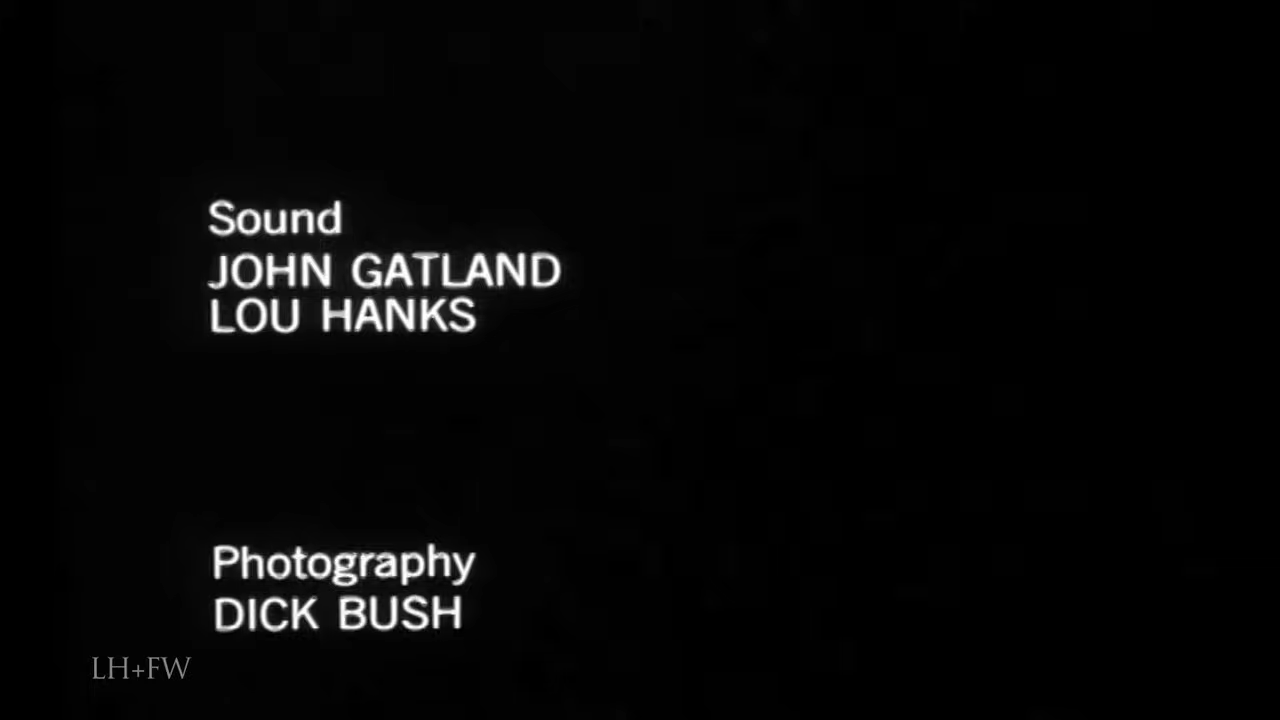 Sound
JOHN GATLAND
LOU HANKS
Photography
DICK BUSH
LH+FW